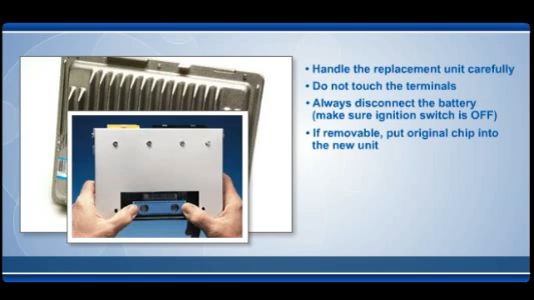 • Handle the replacement unit carefully
• Do not touch the terminals
• Always disconnect the battery
(make sure ignition switch is OFF)
• If removable, put original chip into
the new unit